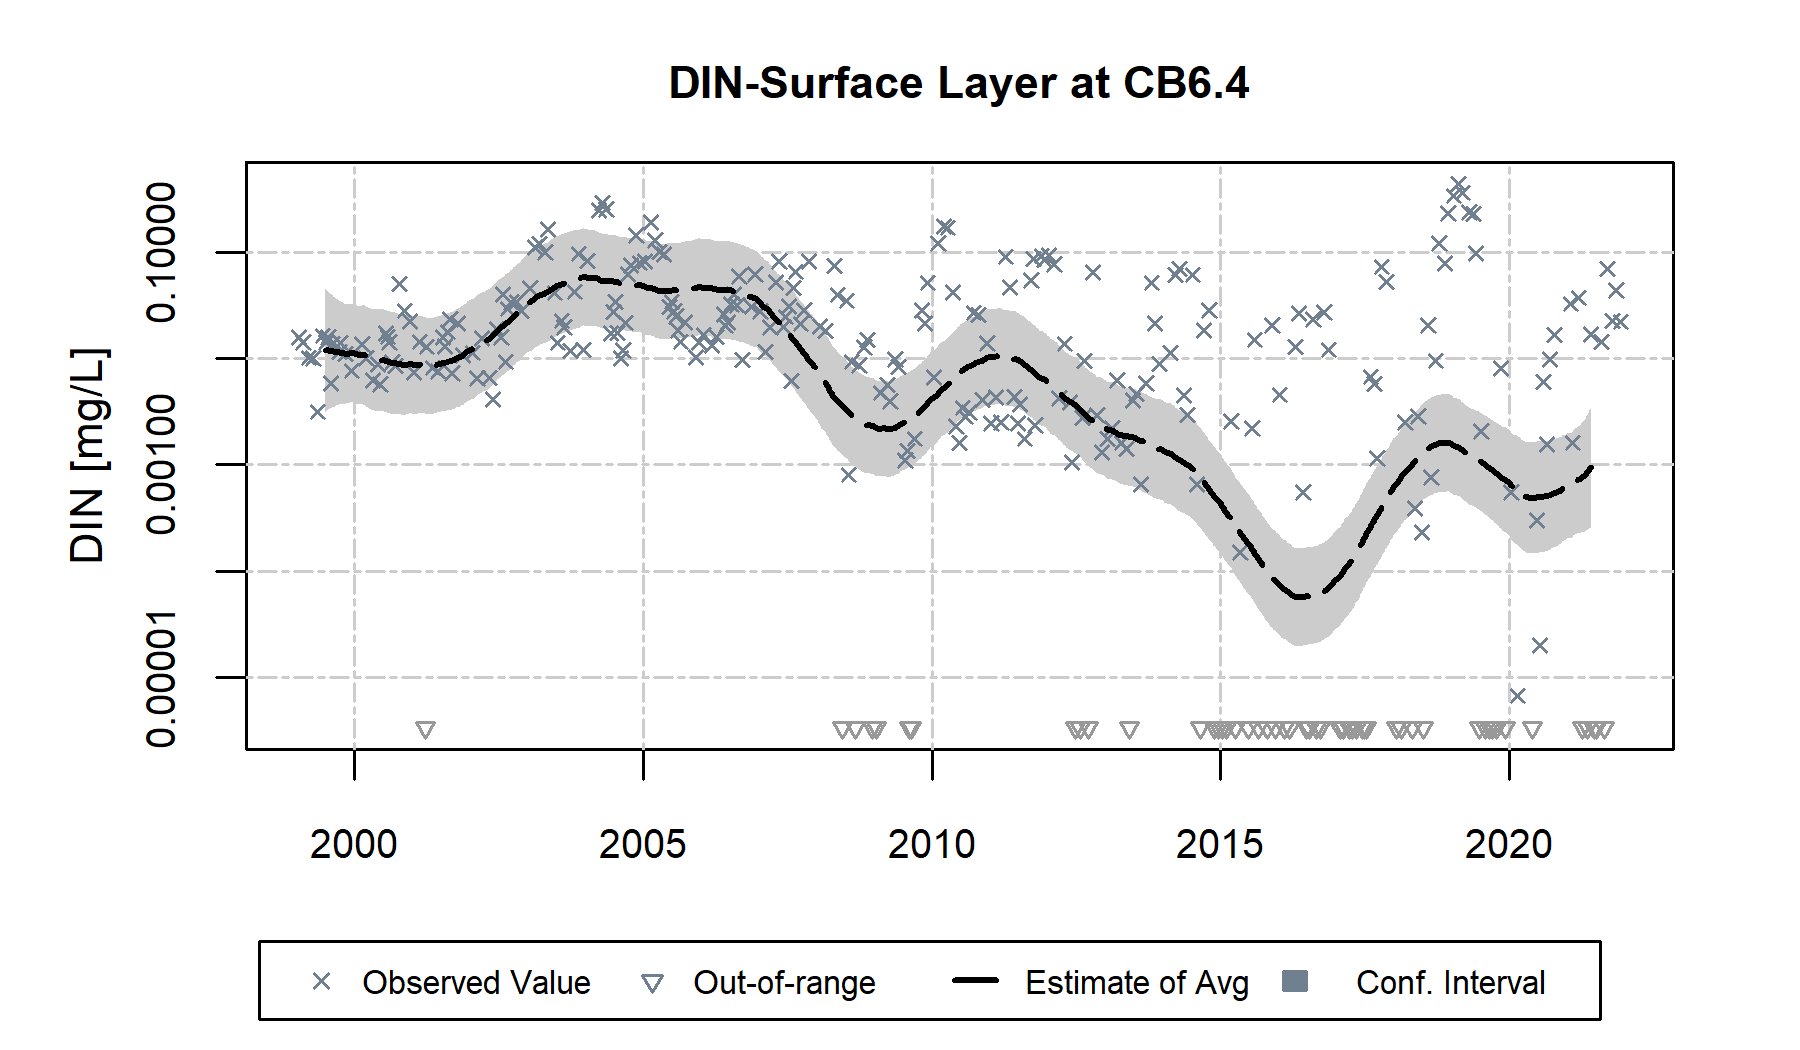 DIN-Surface Layer at CB6.4
DIN [mg/L]
0.10000
0.00100
0.00001
2000 2005 2010 2015 2020
Observed Value Out-of-range Estimate of Avg Conf. Interval